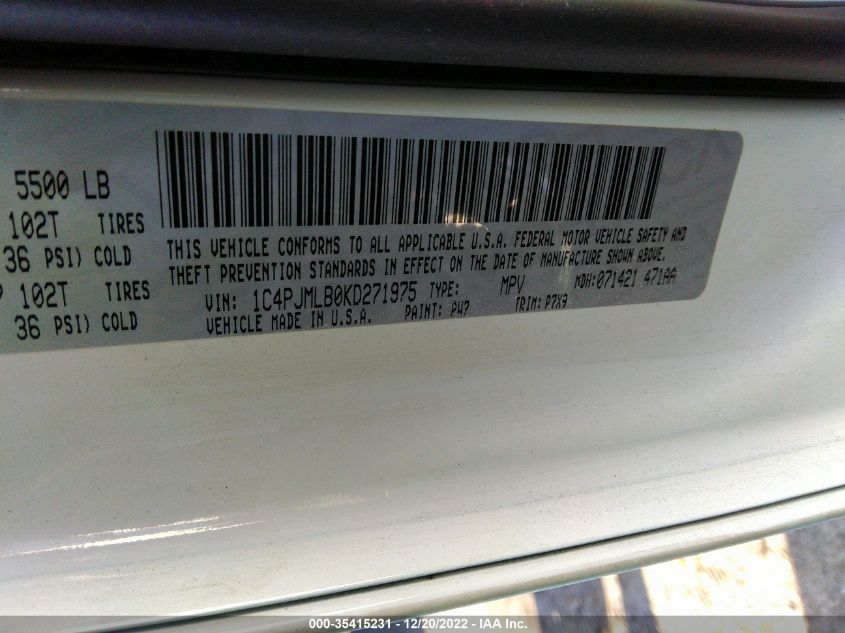 5500 LB
102T TIRES
36 PSI) COLD
102T TIRES
36 PSI) COLD
THIS VEHICLE CONFORMS TO ALL APPLICABLE U.S.A. FEDERAL MOTOR VEHICLE SAFETY AND
THEFT PREVENTION STANDARDS IN EFFECT ON THE DATE OF MANUFACTURE SHOWN ABOVE.
VIN: 1C4PJMLB0KD271975 TYPE: MPV MDH:071421 471AA
VEHICLE MADE IN U.S.A. PAINT: PW7 TRIM: P7X9
000-35415231 - 12/20/2022 - IAA Inc.